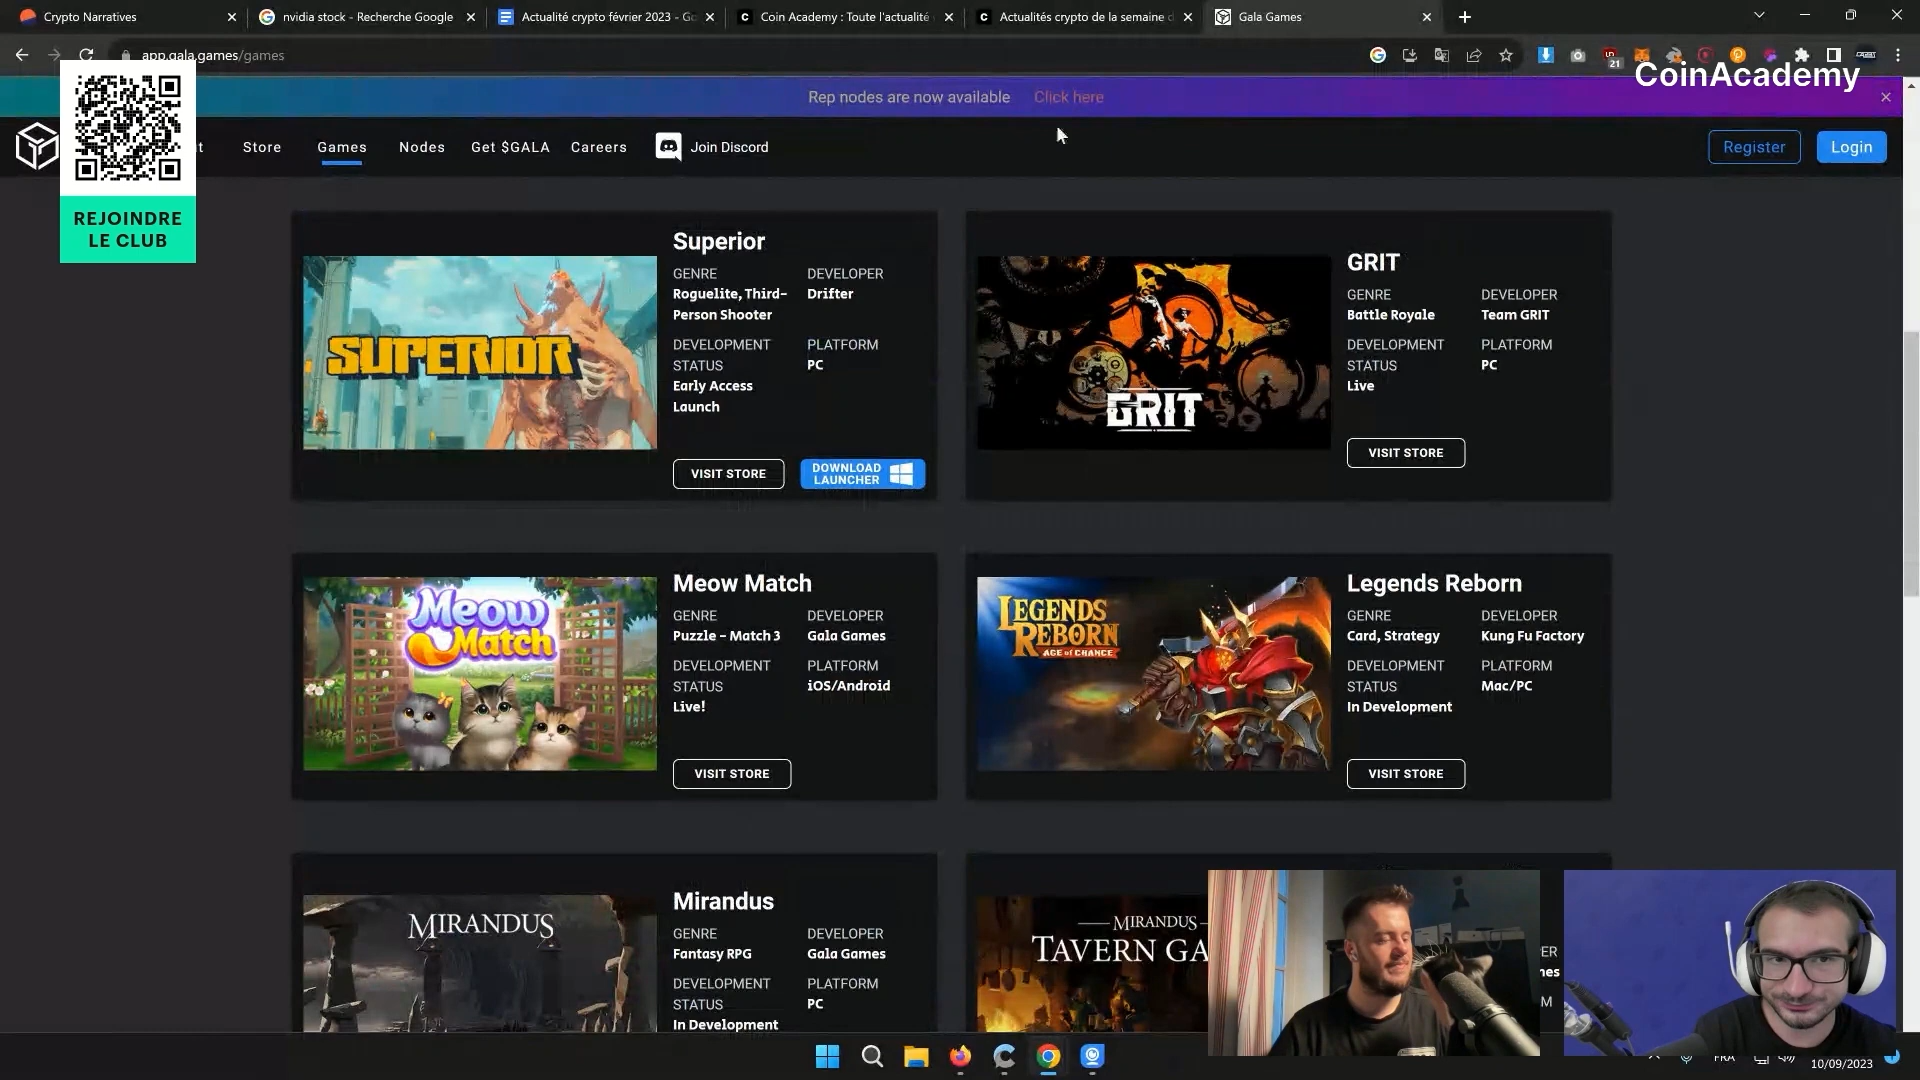 Crypto Narratives
nvidia stock - Recherche Google
Actualité crypto février 2023 - Go
Coin Academy : Toute l'actualité
Actualités crypto de la semaine d
Gala Games
app.gala.games/games
21
CoinAcademy
Rep nodes are now available Click here
REJOINDRE
LE CLUB
Store
Games
Nodes
Get $GALA
Careers
Join Discord
Register
Login
SUPERIOR
Superior
GENRE
Roguelite, Third-
Person Shooter
DEVELOPER
Drifter
DEVELOPMENT
STATUS
Early Access
Launch
PLATFORM
PC
VISIT STORE
DOWNLOAD
LAUNCHER
GRIT
GRIT
GENRE
Battle Royale
DEVELOPER
Team GRIT
DEVELOPMENT
STATUS
Live
PLATFORM
PC
VISIT STORE
Meow
Match
Meow Match
GENRE
Puzzle - Match 3
DEVELOPER
Gala Games
DEVELOPMENT
STATUS
Live!
PLATFORM
iOS/Android
VISIT STORE
LEGENDS
REBORN
AGE of CHANCE
Legends Reborn
GENRE
Card, Strategy
DEVELOPER
Kung Fu Factory
DEVELOPMENT
STATUS
In Development
PLATFORM
Mac/PC
VISIT STORE
MIRANDUS
Mirandus
GENRE
Fantasy RPG
DEVELOPER
Gala Games
DEVELOPMENT
STATUS
In Development
PLATFORM
PC
MIRANDUS
TAVERN GA
FRA
10/09/2023